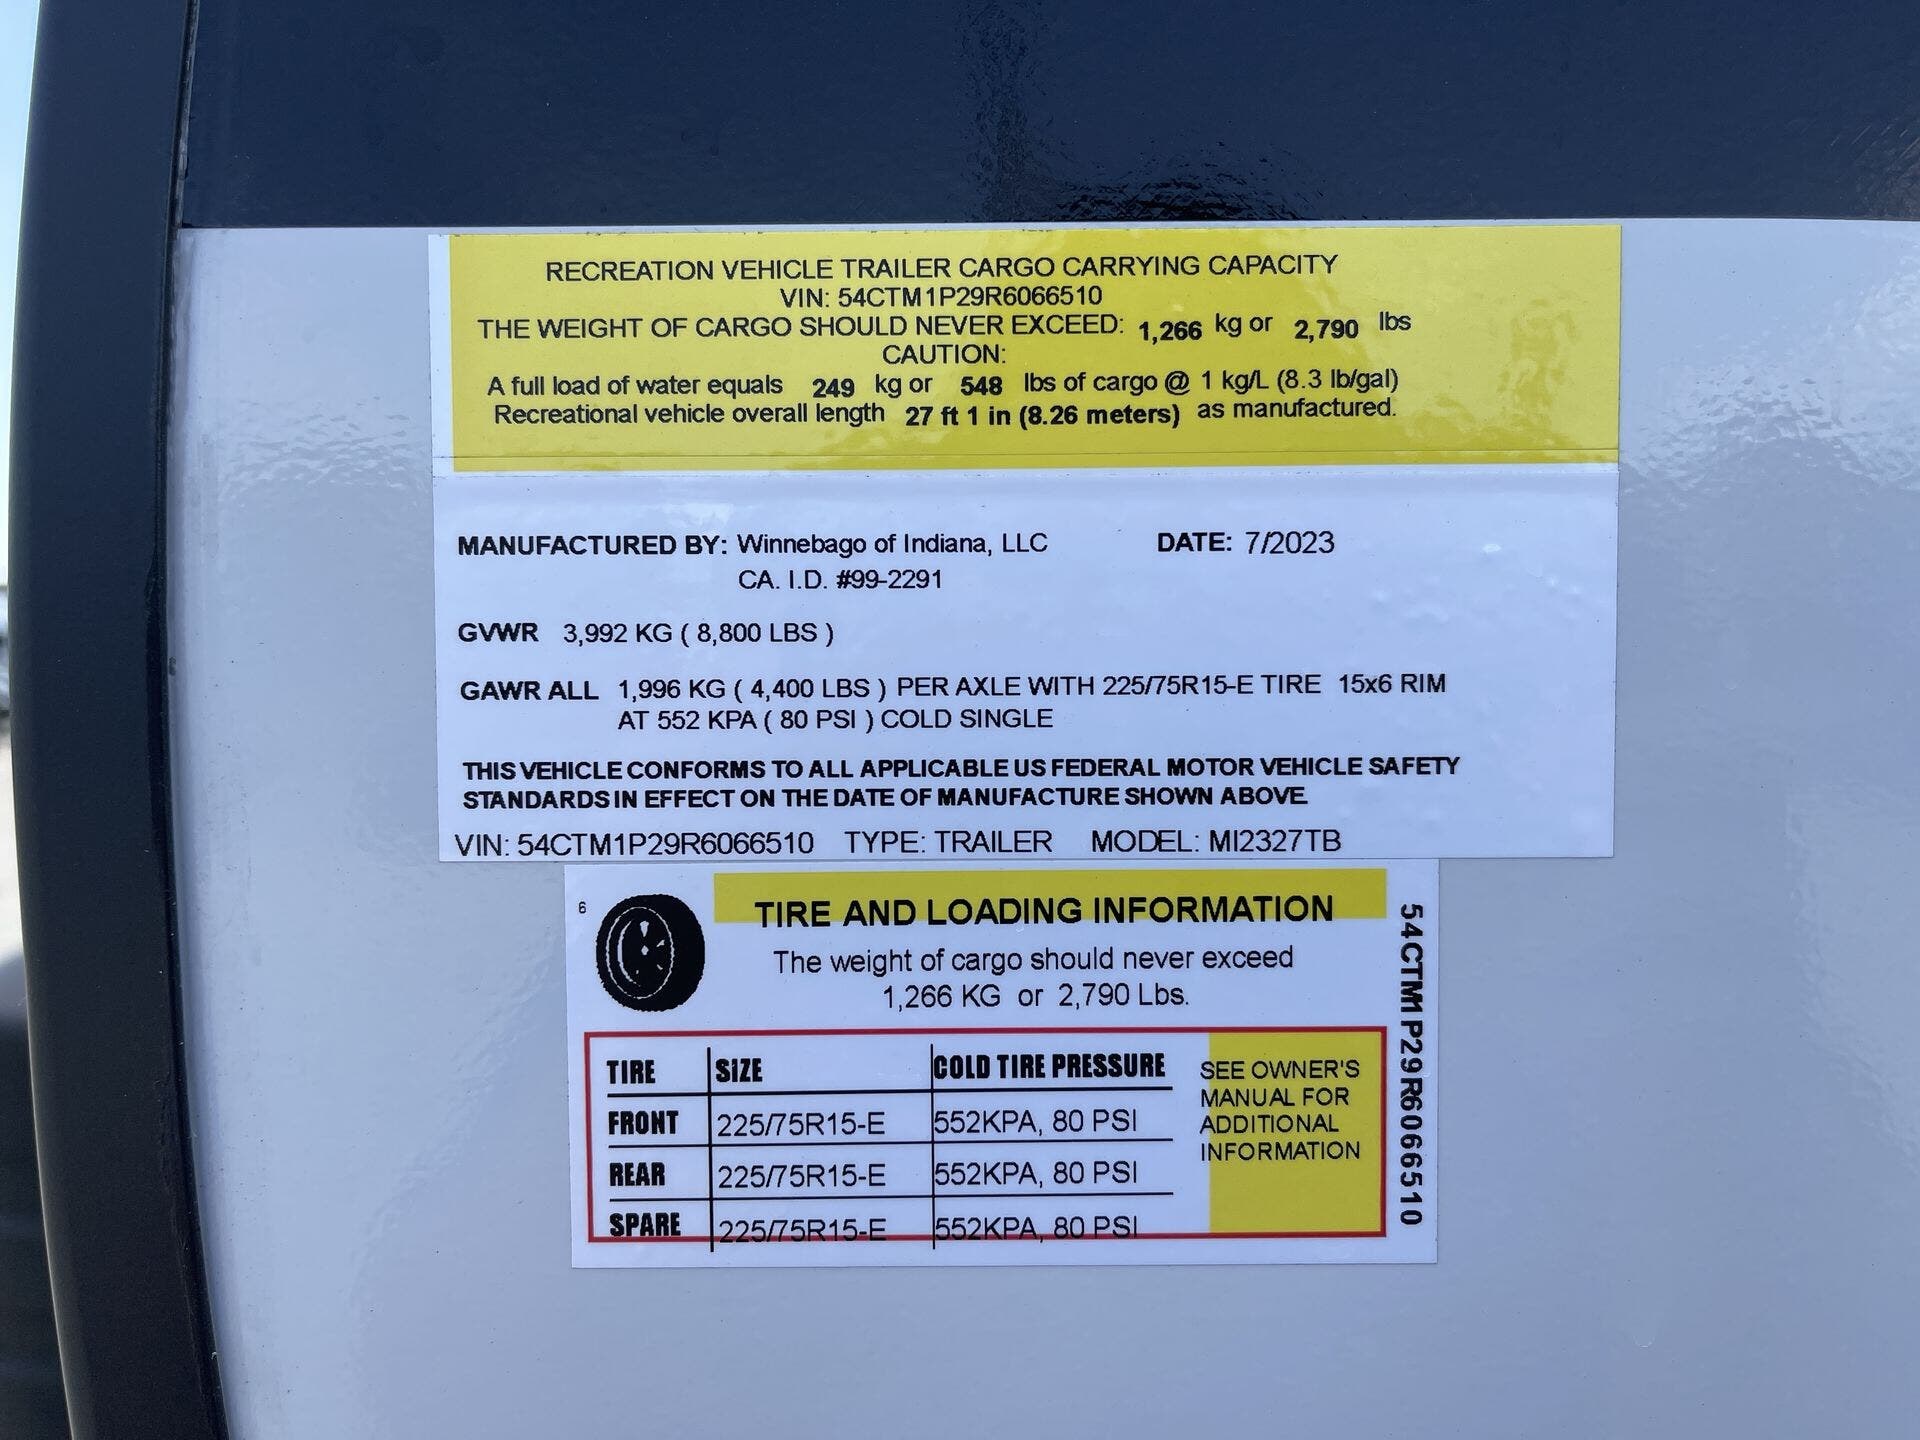 RECREATION VEHICLE TRAILER CARGO CARRYING CAPACITY
VIN: 54CTM1P29R6066510
THE WEIGHT OF CARGO SHOULD NEVER EXCEED: 1,266 kg or 2,790 lbs
CAUTION:
A full load of water equals 249 kg or 548 lbs of cargo @ 1 kg/L (8.3 lb/gal)
Recreational vehicle overall length 27 ft 1 in (8.26 meters) as manufactured.
MANUFACTURED BY: Winnebago of Indiana, LLC DATE: 7/2023
CA. I.D. #99-2291
GVWR 3,992 KG ( 8,800 LBS )
GAWR ALL 1,996 KG ( 4,400 LBS ) PER AXLE WITH 225/75R15-E TIRE 15x6 RIM
AT 552 KPA ( 80 PSI ) COLD SINGLE
THIS VEHICLE CONFORMS TO ALL APPLICABLE US FEDERAL MOTOR VEHICLE SAFETY
STANDARDS IN EFFECT ON THE DATE OF MANUFACTURE SHOWN ABOVE
VIN: 54CTM1P29R6066510 TYPE: TRAILER MODEL: MI2327TB
6
TIRE AND LOADING INFORMATION
The weight of cargo should never exceed
1,266 KG or 2,790 Lbs.
TIRE SIZE COLD TIRE PRESSURE
FRONT 225/75R15-E 552KPA, 80 PSI
REAR 225/75R15-E 552KPA, 80 PSI
SPARE 225/75R15-E 552KPA, 80 PSI
SEE OWNER'S
MANUAL FOR
ADDITIONAL
INFORMATION
54CTM1P29R6066510